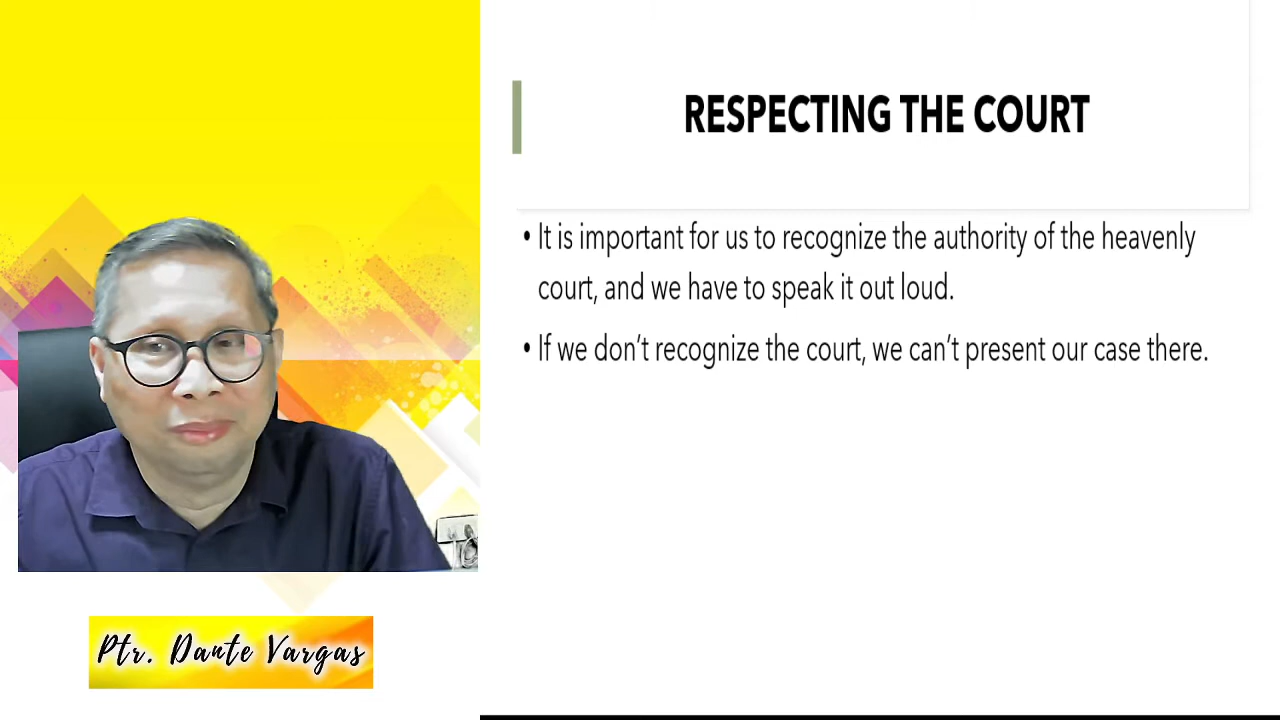 RESPECTING THE COURT
• It is important for us to recognize the authority of the heavenly
court, and we have to speak it out loud.
• If we don’t recognize the court, we can’t present our case there.
Ptr. Dante Vargas